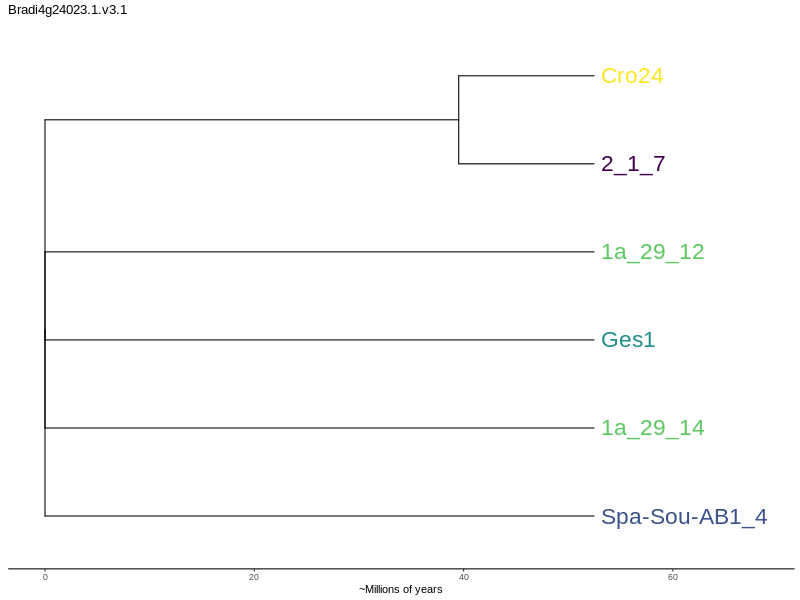 Bradi4g24023.1.v3.1
Cro24
2_1_7
1a_29_12
Ges1
1a_29_14
Spa-Sou-AB1_4
0 20 40 60
~Millions of years